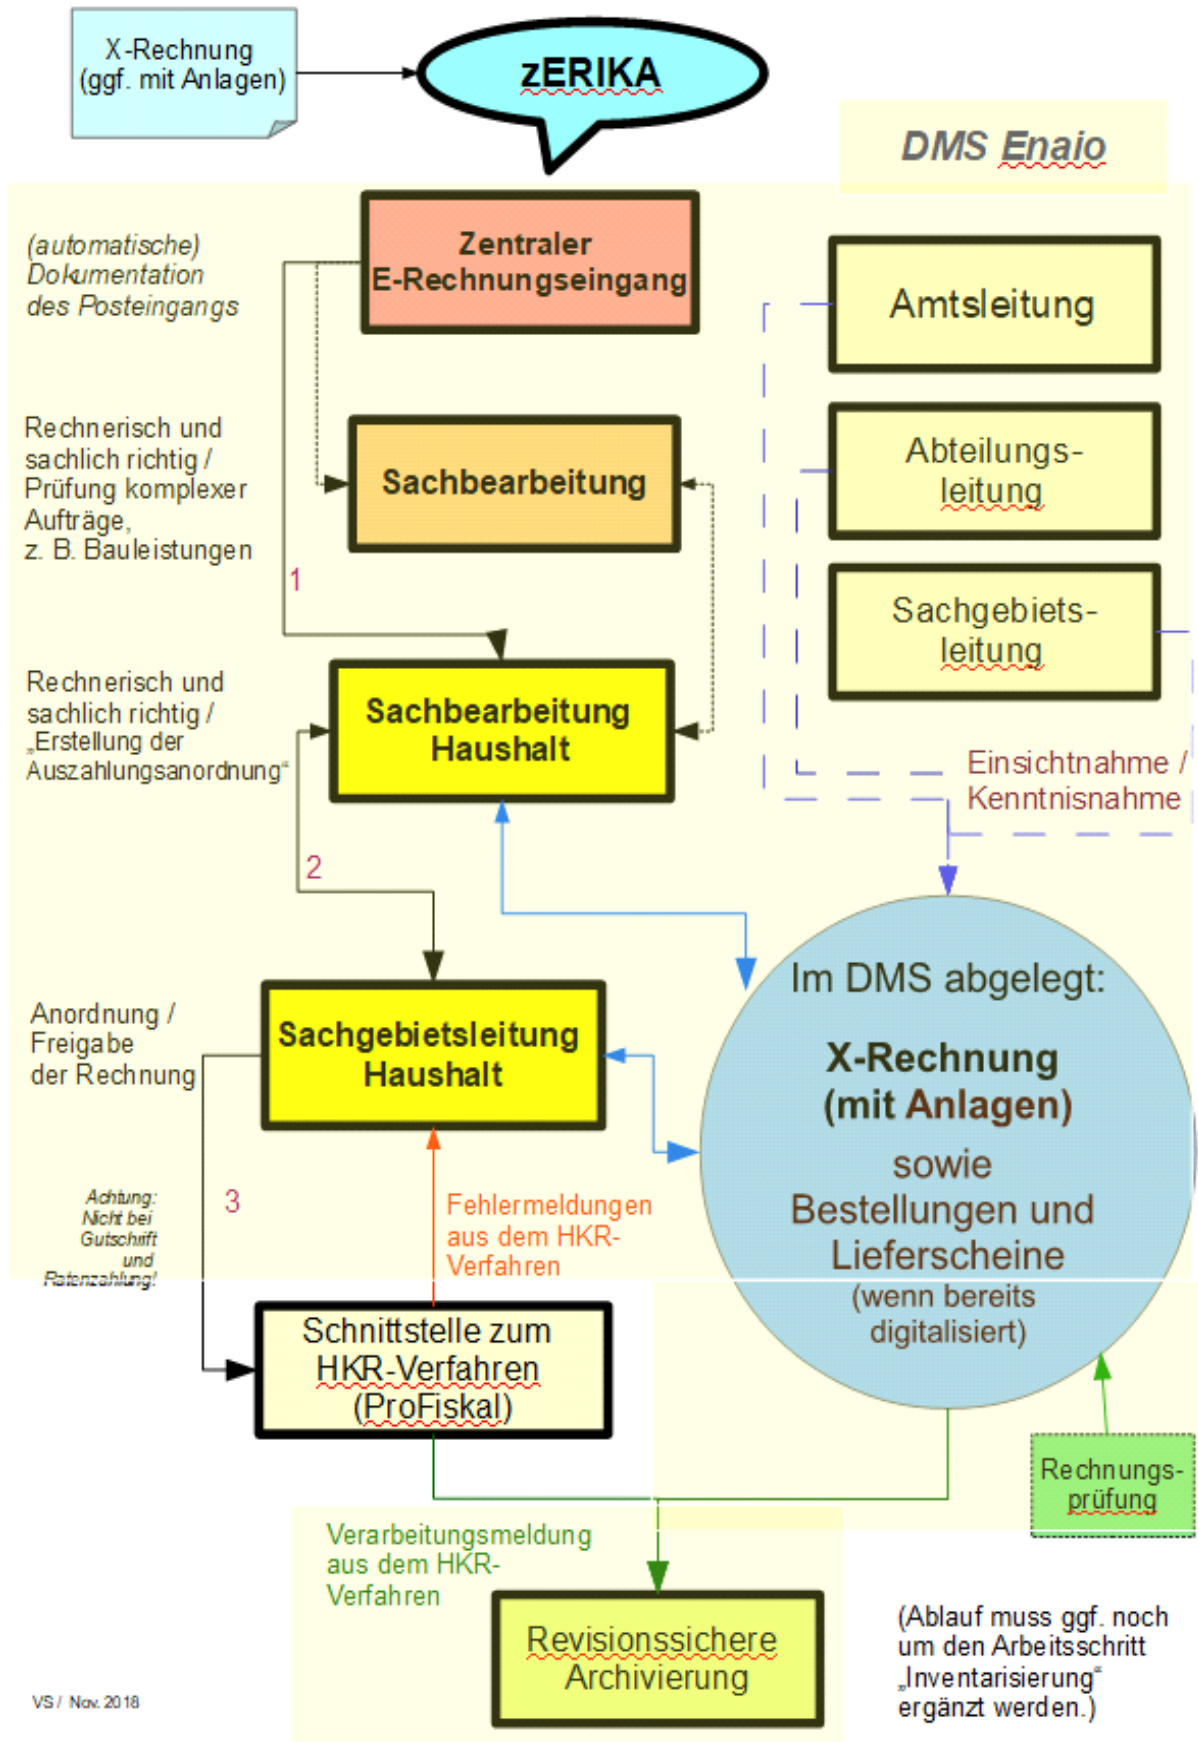 X-Rechnung
(ggf. mit Anlagen)
zERIKA
DMS Enaio
(automatische)
Dokumentation
des Posteingangs
Zentraler
E-Rechnungseingang
Amtsleitung
Rechnerisch und
sachlich richtig /
Prüfung komplexer
Aufträge,
z. B. Bauleistungen
Sachbearbeitung
Abteilungs-
leitung
1
Sachgebiets-
leitung
Rechnerisch und
sachlich richtig /
„Erstellung der
Auszahlungsanordnung“
Sachbearbeitung
Haushalt
Einsichtnahme /
Kenntnisnahme
2
Anordnung /
Freigabe
der Rechnung
Sachgebietsleitung
Haushalt
Im DMS abgelegt:
X-Rechnung
(mit Anlagen)
sowie
Bestellungen und
Lieferscheine
(wenn bereits
digitalisiert)
Achtung:
Nicht bei
Gutschrift
und
Ratenzahlung!
3
Fehlermeldungen
aus dem HKR-
Verfahren
Schnittstelle zum
HKR-Verfahren
(ProFiskal)
Rechnungs-
prüfung
Verarbeitungsmeldung
aus dem HKR-
Verfahren
Revisionssichere
Archivierung
(Ablauf muss ggf. noch
um den Arbeitsschritt
„Inventarisierung“
ergänzt werden.)
VS / Nov. 2018